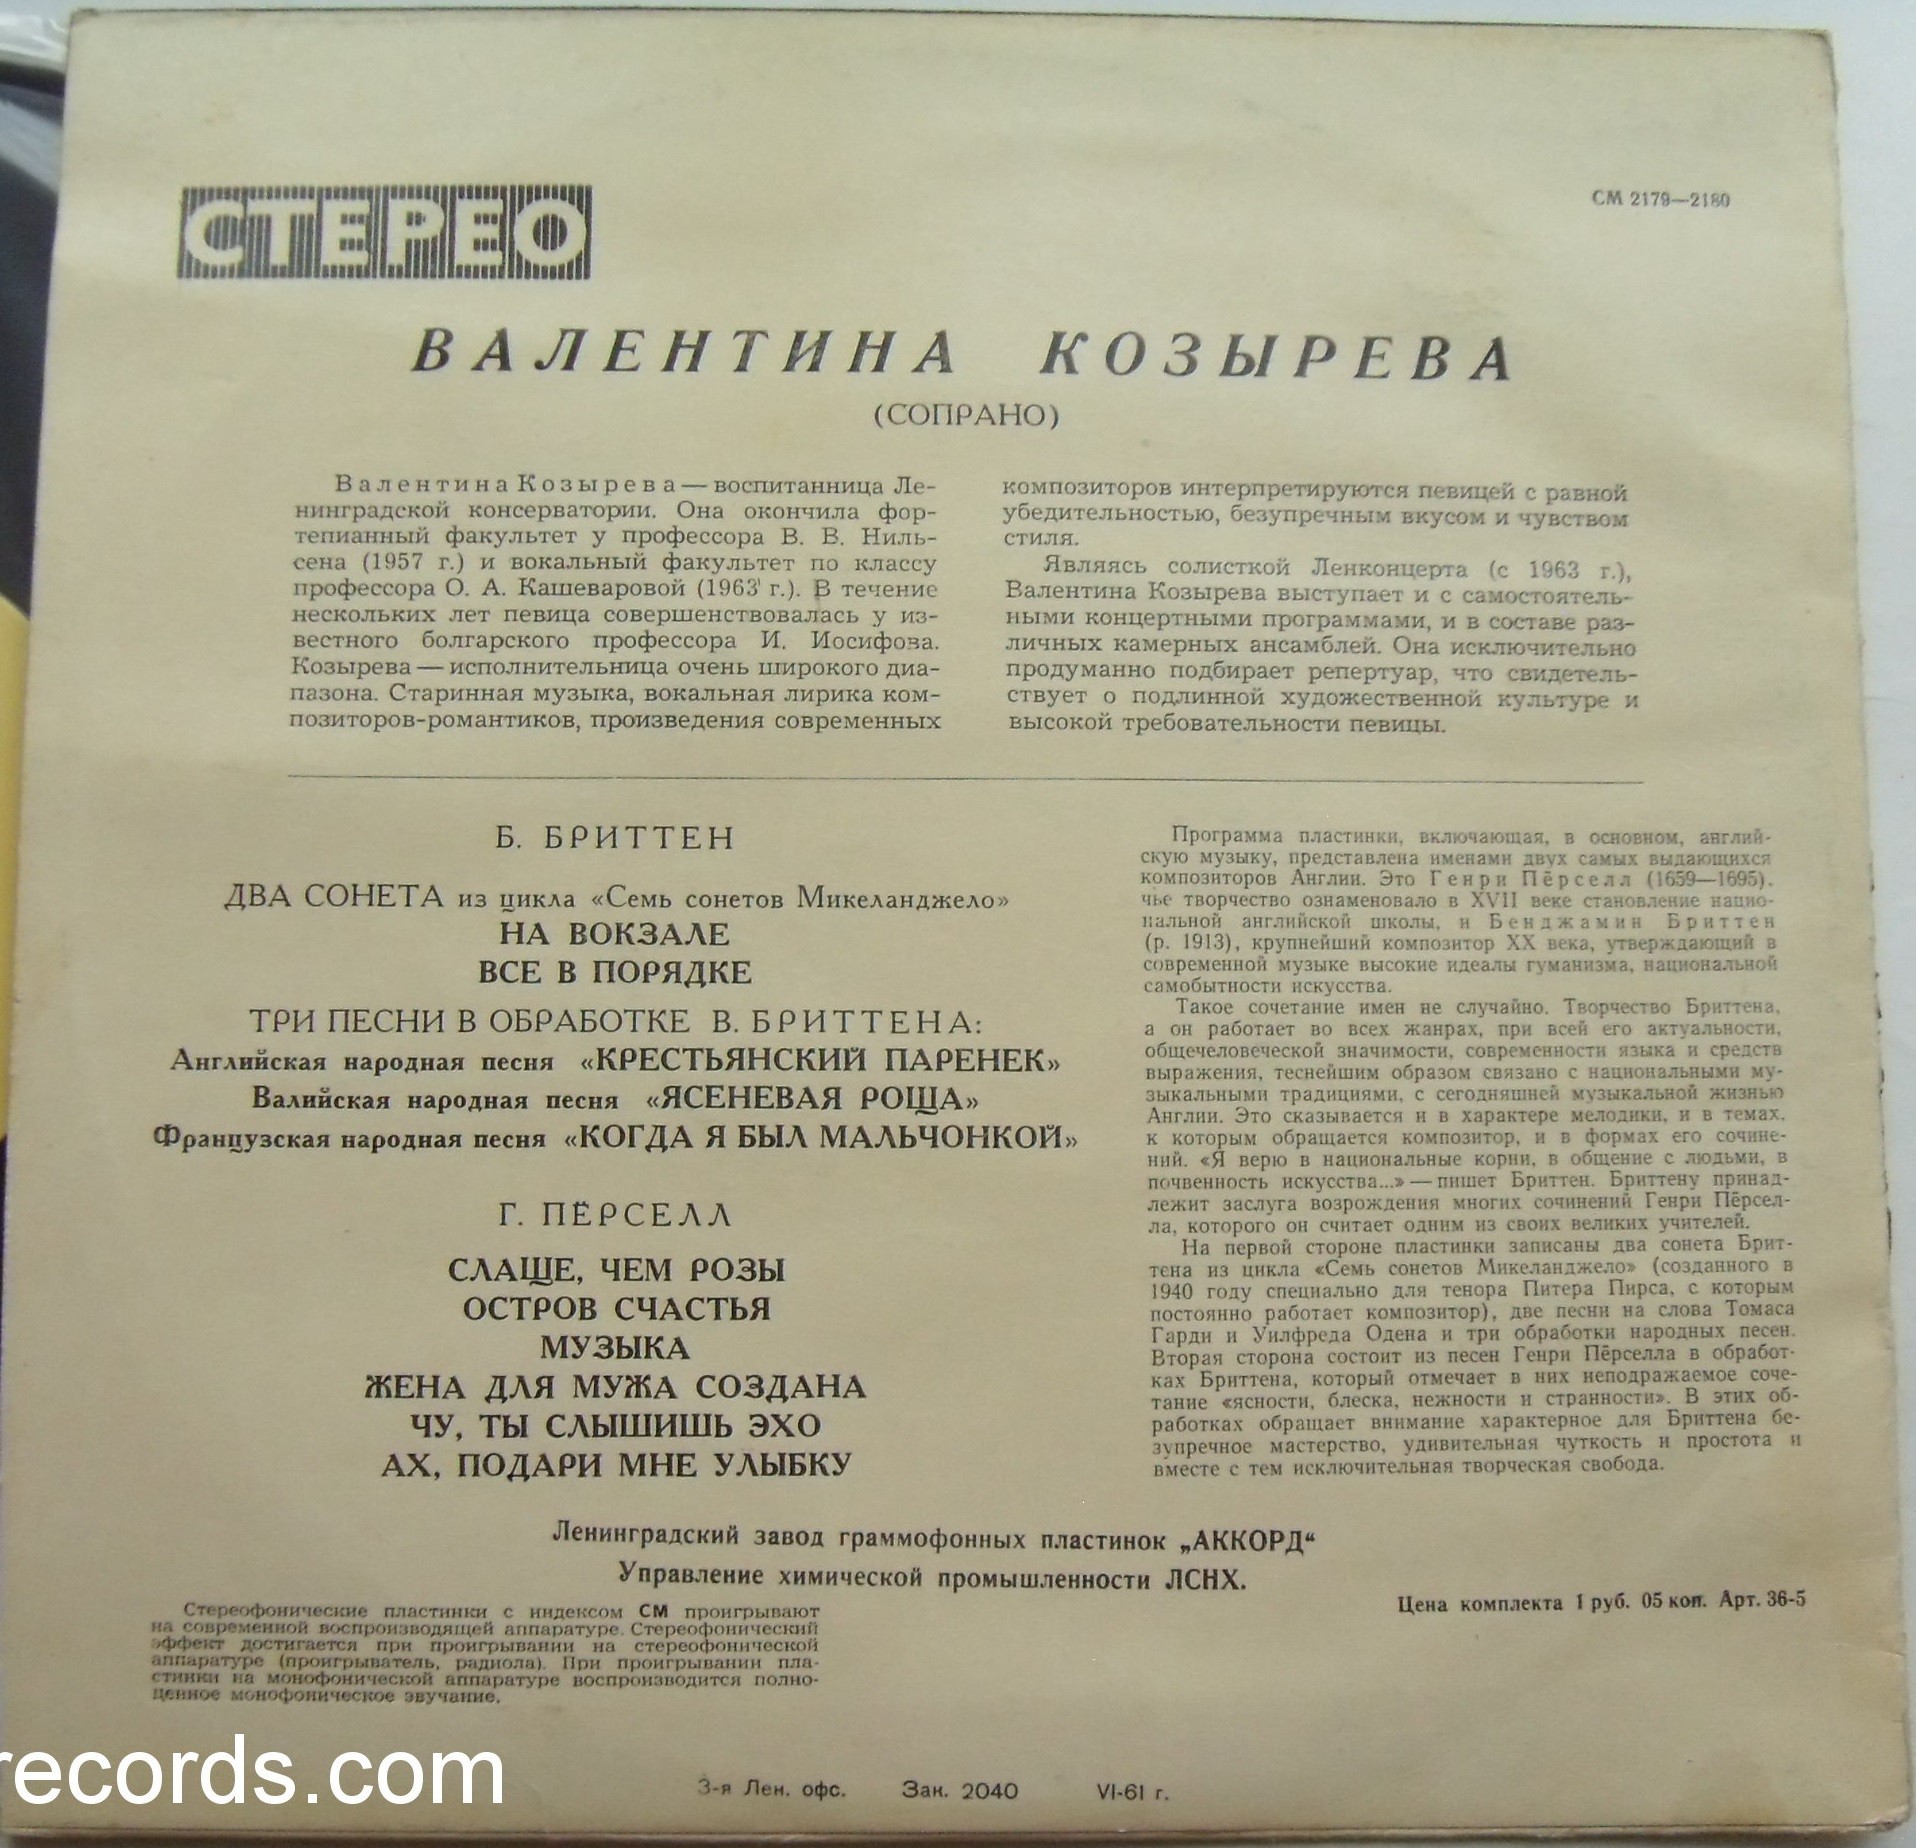 СТЕРЕО
СМ 2179—2180
ВАЛЕНТИНА КОЗЫРЕВА
(СОПРАНО)
Валентина Козырева — воспитанница Ле-
нинградской консерватории. Она окончила фор-
тепианный факультет у профессора В. В. Ниль-
сена (1957 г.) и вокальный факультет по классу
профессора О. А. Кашеваровой (1963 г.). В течение
нескольких лет певица совершенствовалась у из-
вестного болгарского профессора И. Иосифова.
Козырева — исполнительница очень широкого диа-
пазона. Старинная музыка, вокальная лирика ком-
позиторов-романтиков, произведения современных
композиторов интерпретируются певицей с равной
убедительностью, безупречным вкусом и чувством
стиля.
Являясь солисткой Ленконцерта (с 1963 г.),
Валентина Козырева выступает и с самостоятель-
ными концертными программами, и в составе раз-
личных камерных ансамблей. Она исключительно
продуманно подбирает репертуар, что свидетель-
ствует о подлинной художественной культуре и
высокой требовательности певицы.
Б. БРИТТЕН
ДВА СОНЕТА из цикла «Семь сонетов Микеланджело»
НА ВОКЗАЛЕ
ВСЕ В ПОРЯДКЕ
ТРИ ПЕСНИ В ОБРАБОТКЕ В. БРИТТЕНА:
Английская народная песня «КРЕСТЬЯНСКИЙ ПАРЕНЕК»
Валийская народная песня «ЯСЕНЕВАЯ РОЩА»
Французская народная песня «КОГДА Я БЫЛ МАЛЬЧОНКОЙ»
Г. ПЁРСЕЛЛ
СЛАЩЕ, ЧЕМ РОЗЫ
ОСТРОВ СЧАСТЬЯ
МУЗЫКА
ЖЕНА ДЛЯ МУЖА СОЗДАНА
ЧУ, ТЫ СЛЫШИШЬ ЭХО
АХ, ПОДАРИ МНЕ УЛЫБКУ
Программа пластинки, включающая, в основном, англий-
скую музыку, представлена именами двух самых выдающихся
композиторов Англии. Это Генри Пёрселл (1659—1695),
чье творчество ознаменовало в XVII веке становление нацио-
нальной английской школы, и Бенджамин Бриттен
(р. 1913), крупнейший композитор XX века, утверждающий в
современной музыке высокие идеалы гуманизма, национальной
самобытности искусства.
Такое сочетание имен не случайно. Творчество Бриттена,
а он работает во всех жанрах, при всей его актуальности,
общечеловеческой значимости, современности языка и средств
выражения, теснейшим образом связано с национальными му-
зыкальными традициями, с сегодняшней музыкальной жизнью
Англии. Это сказывается и в характере мелодики, и в темах,
к которым обращается композитор, и в формах его сочине-
ний. «Я верю в национальные корни, в общение с людьми, в
почвенность искусства...» — пишет Бриттен. Бриттену принад-
лежит заслуга возрождения многих сочинений Генри Пёрсел-
ла, которого он считает одним из своих великих учителей.
На первой стороне пластинки записаны два сонета Брит-
тена из цикла «Семь сонетов Микеланджело» (созданного в
1940 году специально для тенора Питера Пирса, с которым
постоянно работает композитор), две песни на слова Томаса
Гарди и Уилфреда Одена и три обработки народных песен.
Вторая сторона состоит из песен Генри Пёрселла в обработ-
ках Бриттена, который отмечает в них неподражаемое соче-
тание «ясности, блеска, нежности и странности». В этих об-
работках обращает внимание характерное для Бриттена бе-
зупречное мастерство, удивительная чуткость и простота и
вместе с тем исключительная творческая свобода.
Ленинградский завод граммофонных пластинок „АККОРД“
Управление химической промышленности ЛСНХ.
Цена комплекта 1 руб. 05 коп. Арт. 36-5
Стереофонические пластинки с индексом СМ проигрывают
на современной воспроизводящей аппаратуре. Стереофонический
эффект достигается при проигрывании на стереофонической
аппаратуре (проигрыватель, радиола). При проигрывании пла-
стинки на монофонической аппаратуре воспроизводится полно-
ценное монофоническое звучание.
records.com
3-я Лен. офс. Зак. 2040 VI-61 г.